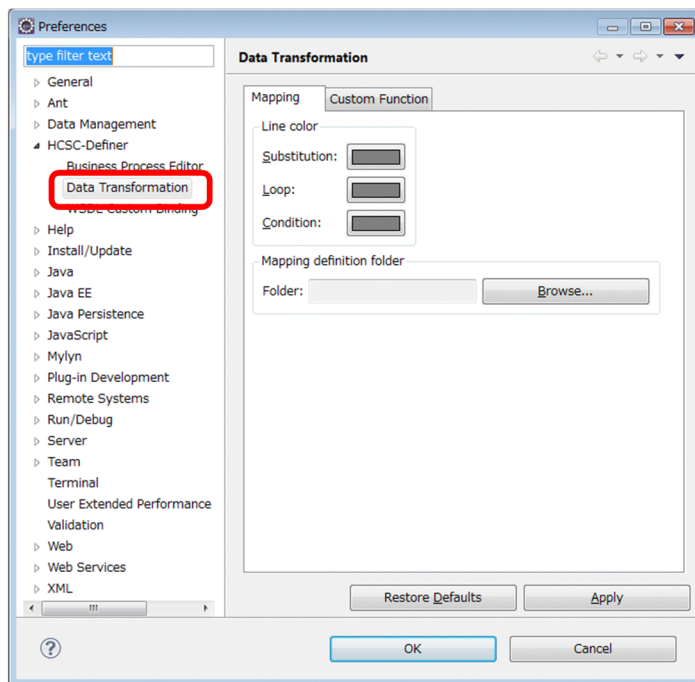 Preferences
type filter text
General
Ant
Data Management
HCSC-Definer
Business Process Editor
Data Transformation
WSDL Custom Binding
Help
Install/Update
Java
Java EE
Java Persistence
JavaScript
Mylyn
Plug-in Development
Remote Systems
Run/Debug
Server
Team
Terminal
User Extended Performance
Validation
Web
Web Services
XML
Data Transformation
Mapping Custom Function
Line color
Substitution:
Loop:
Condition:
Mapping definition folder
Folder: Browse...
Restore Defaults Apply
OK Cancel